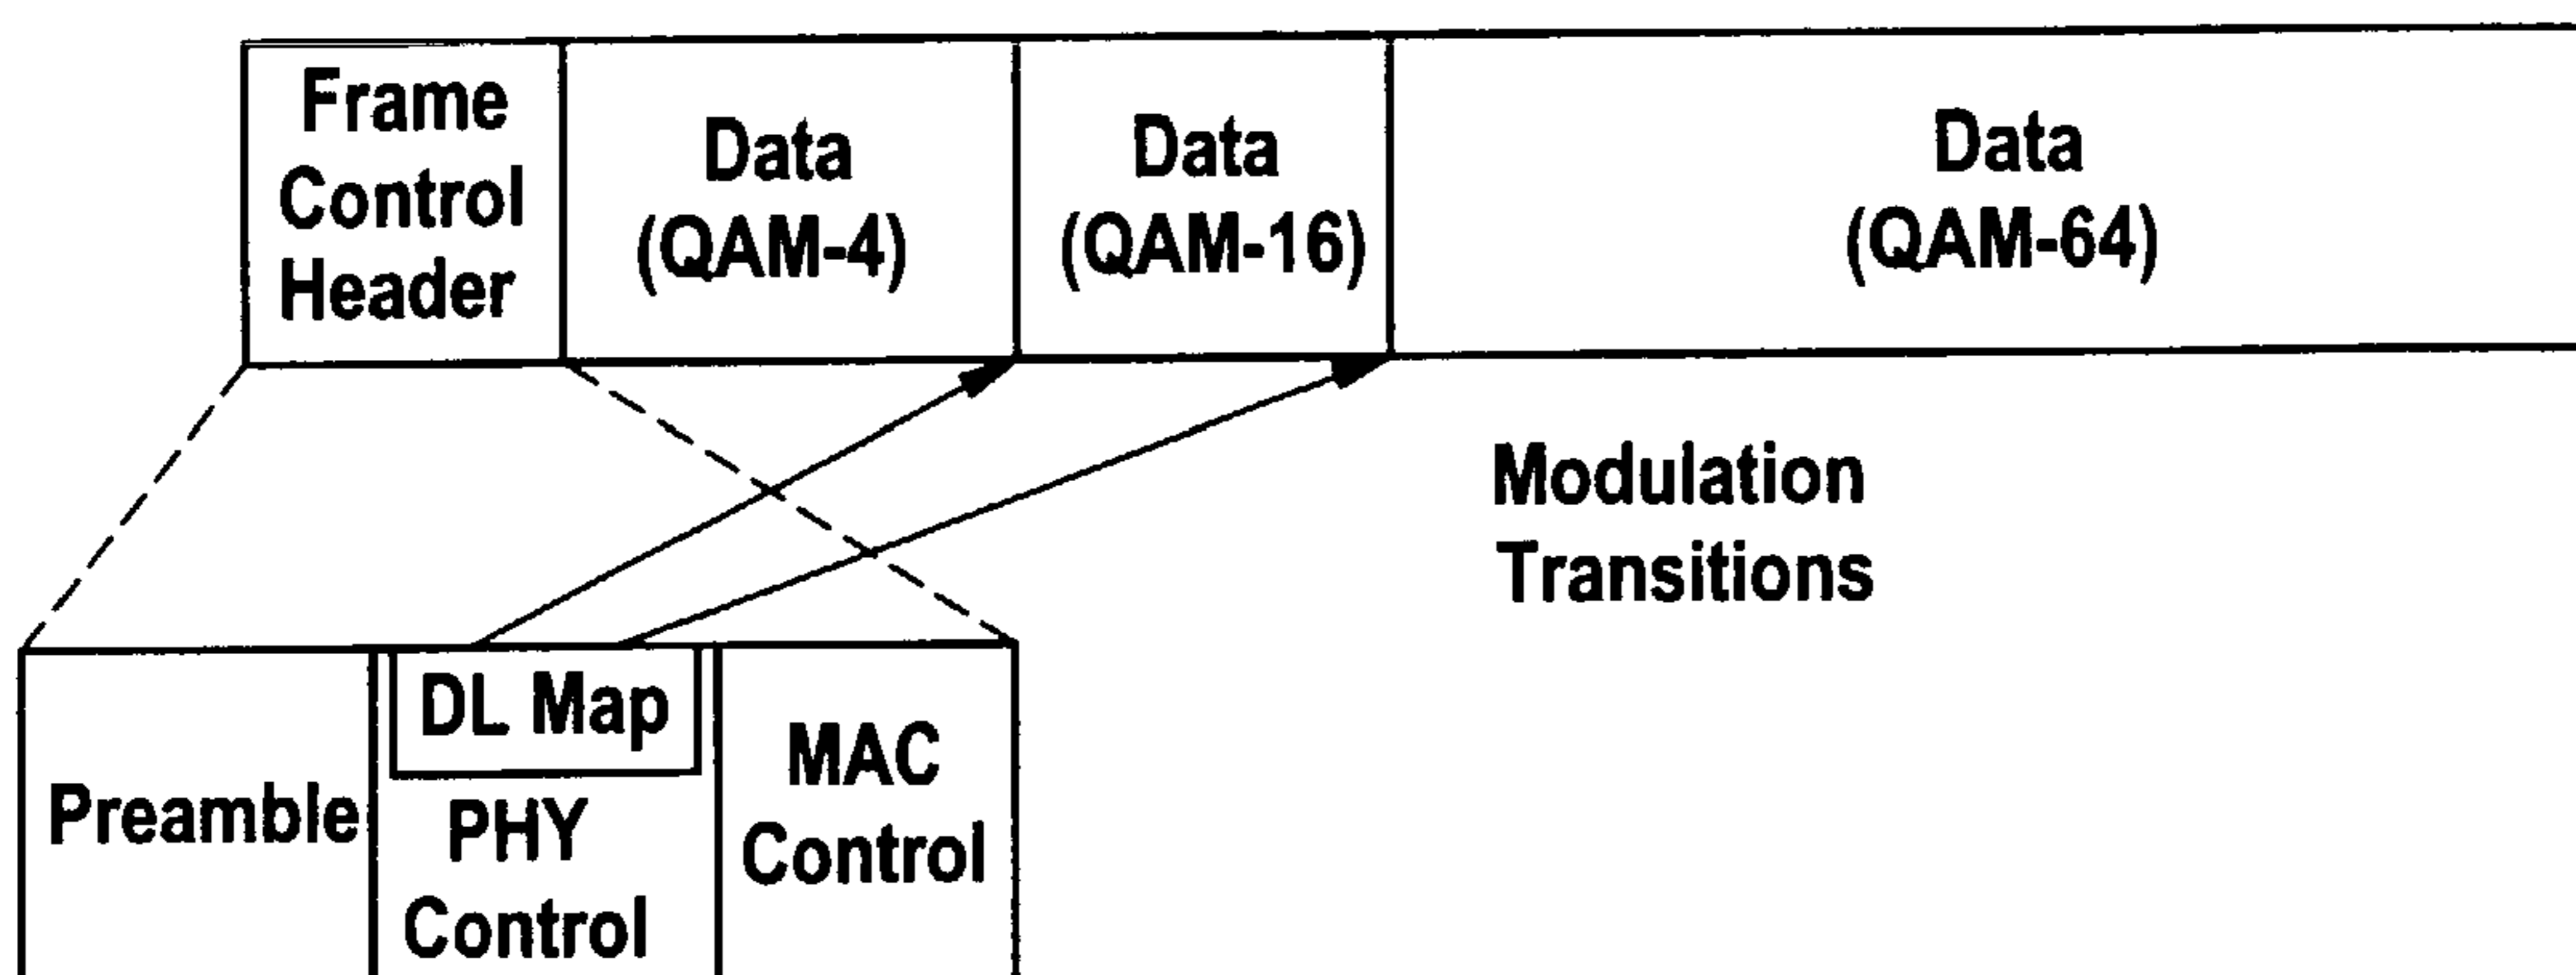 Frame
Control
Header
Data
(QAM-4)
Data
(QAM-16)
Data
(QAM-64)
Modulation
Transitions
Preamble
DL Map
PHY
Control
MAC
Control